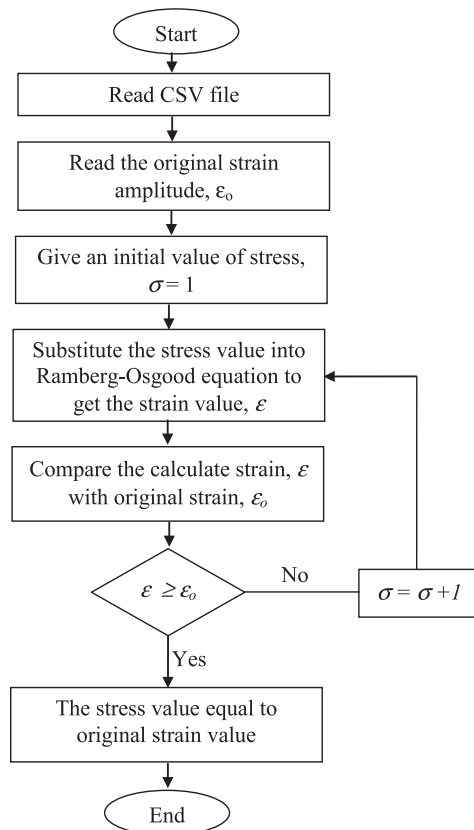 Start
Read CSV file
Read the original strain
amplitude, εₒ
Give an initial value of stress,
σ = 1
Substitute the stress value into
Ramberg-Osgood equation to
get the strain value, ε
Compare the calculate strain, ε
with original strain, εₒ
ε ≥ εₒ
No
σ = σ +1
Yes
The stress value equal to
original strain value
End